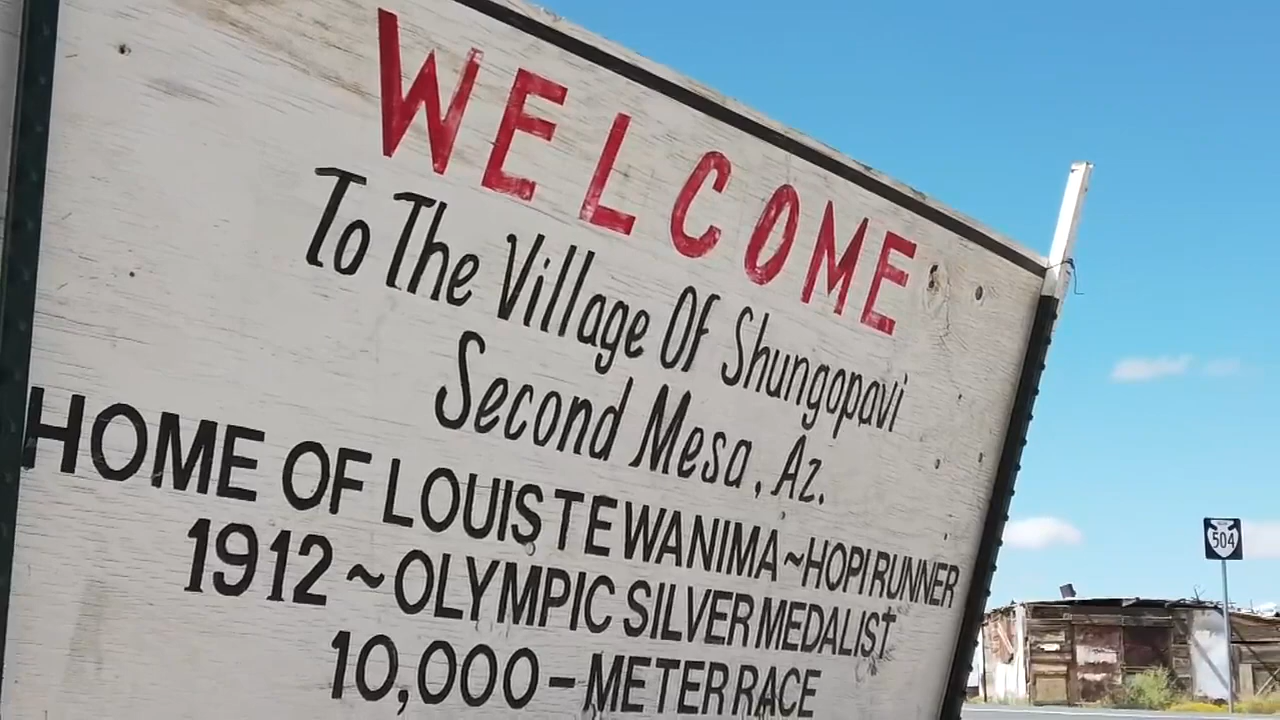 WELCOME
To The Village Of Shungopavi
Second Mesa, Az.
HOME OF LOUIS TEWANIMA~HOPI RUNNER
1912~OLYMPIC SILVER MEDALIST
10,000-METER RACE
504